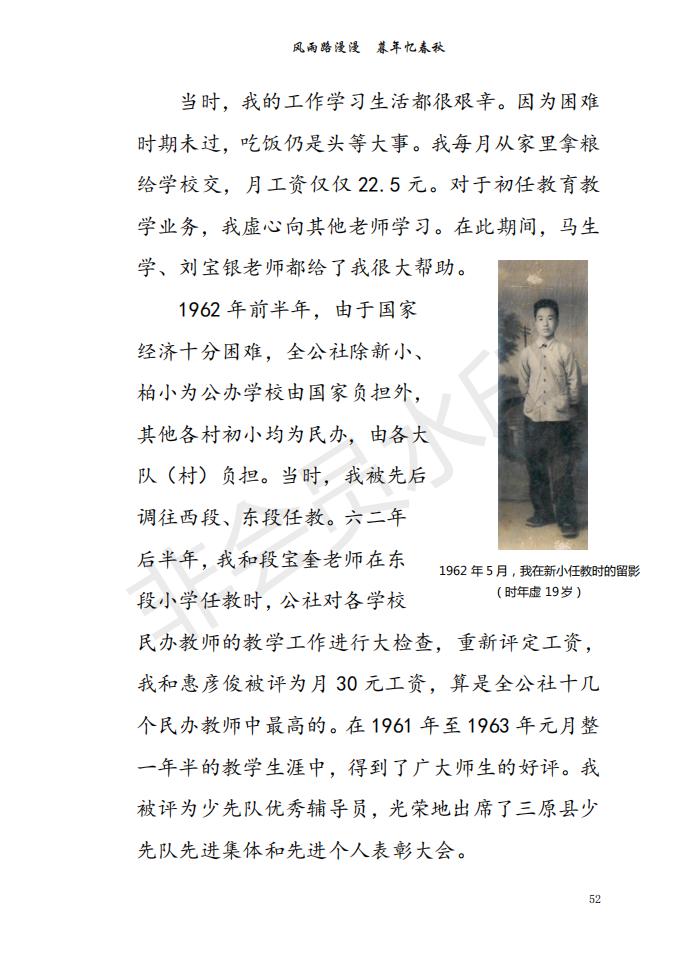 风雨路漫漫 暮年忆春秋
当时，我的工作学习生活都很艰辛。因为困难
时期未过，吃饭仍是头等大事。我每月从家里拿粮
给学校交，月工资仅仅 22.5 元。对于初任教育教
学业务，我虚心向其他老师学习。在此期间，马生
学、刘宝银老师都给了我很大帮助。
1962 年前半年，由于国家
经济十分困难，全公社除新小、
柏小为公办学校由国家负担外，
其他各村初小均为民办，由各大
队（村）负担。当时，我被先后
调往西段、东段任教。六二年
后半年，我和段宝奎老师在东
段小学任教时，公社对各学校
民办教师的教学工作进行大检查，重新评定工资，
我和惠彦俊被评为月 30 元工资，算是全公社十几
个民办教师中最高的。在 1961 年至 1963 年元月整
一年半的教学生涯中，得到了广大师生的好评。我
被评为少先队优秀辅导员，光荣地出席了三原县少
先队先进集体和先进个人表彰大会。
1962 年 5 月，我在新小任教时的留影
（时年虚 19 岁）
非会员水印
52